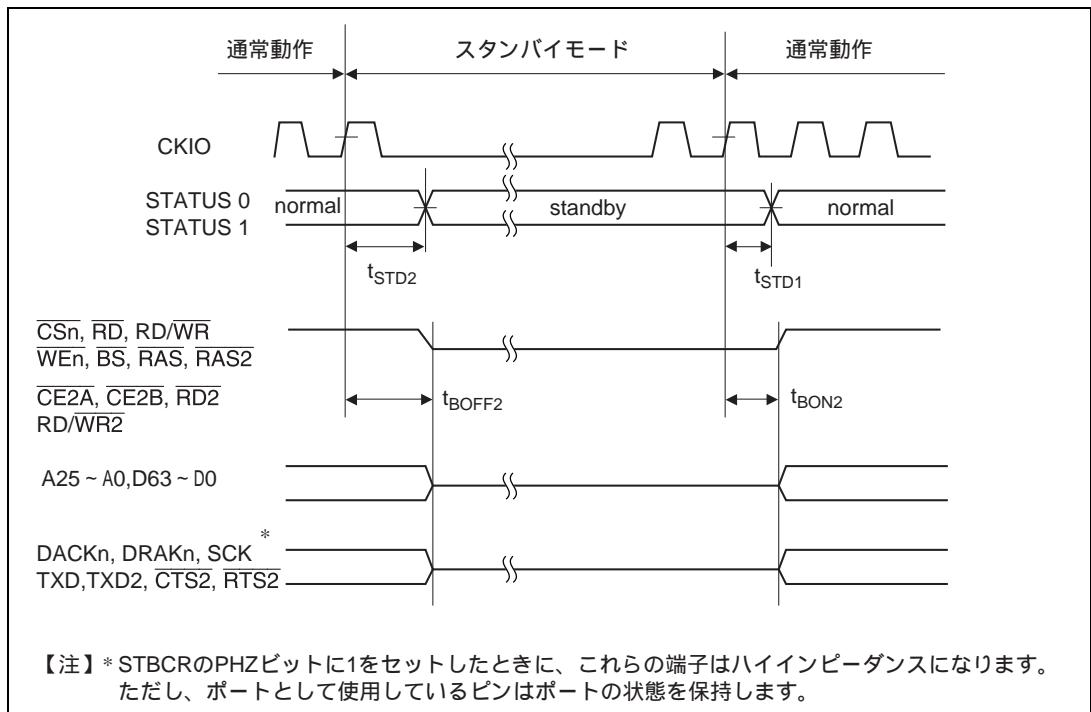 通常動作 スタンバイモード 通常動作
CKIO
STATUS 0
STATUS 1
normal standby normal
tSTD2 tSTD1
CSn, RD, RD/WR
WEn, BS, RAS, RAS2
CE2A, CE2B, RD2
RD/WR2
tBOFF2 tBON2
A25 ~ A0,D63 ~ D0
DACKn, DRAKn, SCK *
TXD,TXD2, CTS2, RTS2
【注】* STBCRのPHZビットに1をセットしたときに、これらの端子はハイインピーダンスになります。
ただし、ポートとして使用しているピンはポートの状態を保持します。